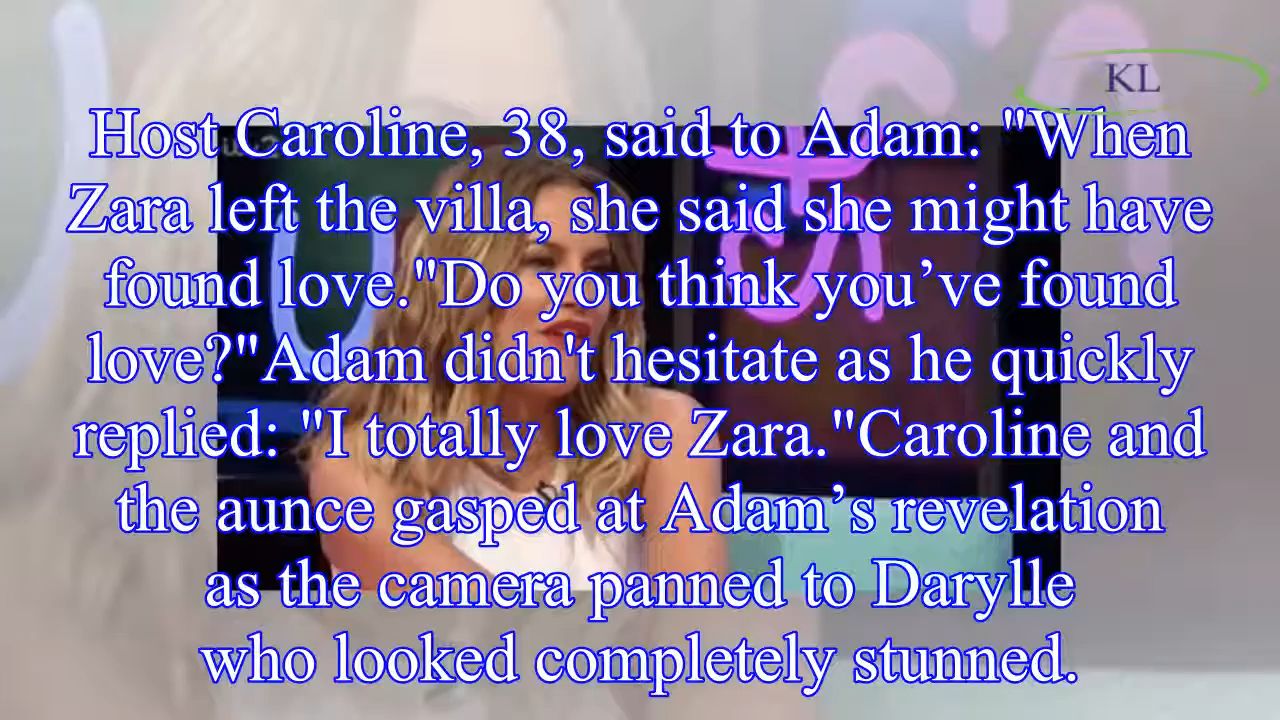 KL
Host Caroline, 38, said to Adam: "When
Zara left the villa, she said she might have
found love."Do you think you’ve found
love?"Adam didn't hesitate as he quickly
replied: "I totally love Zara."Caroline and
the aunce gasped at Adam’s revelation
as the camera panned to Darylle
who looked completely stunned.